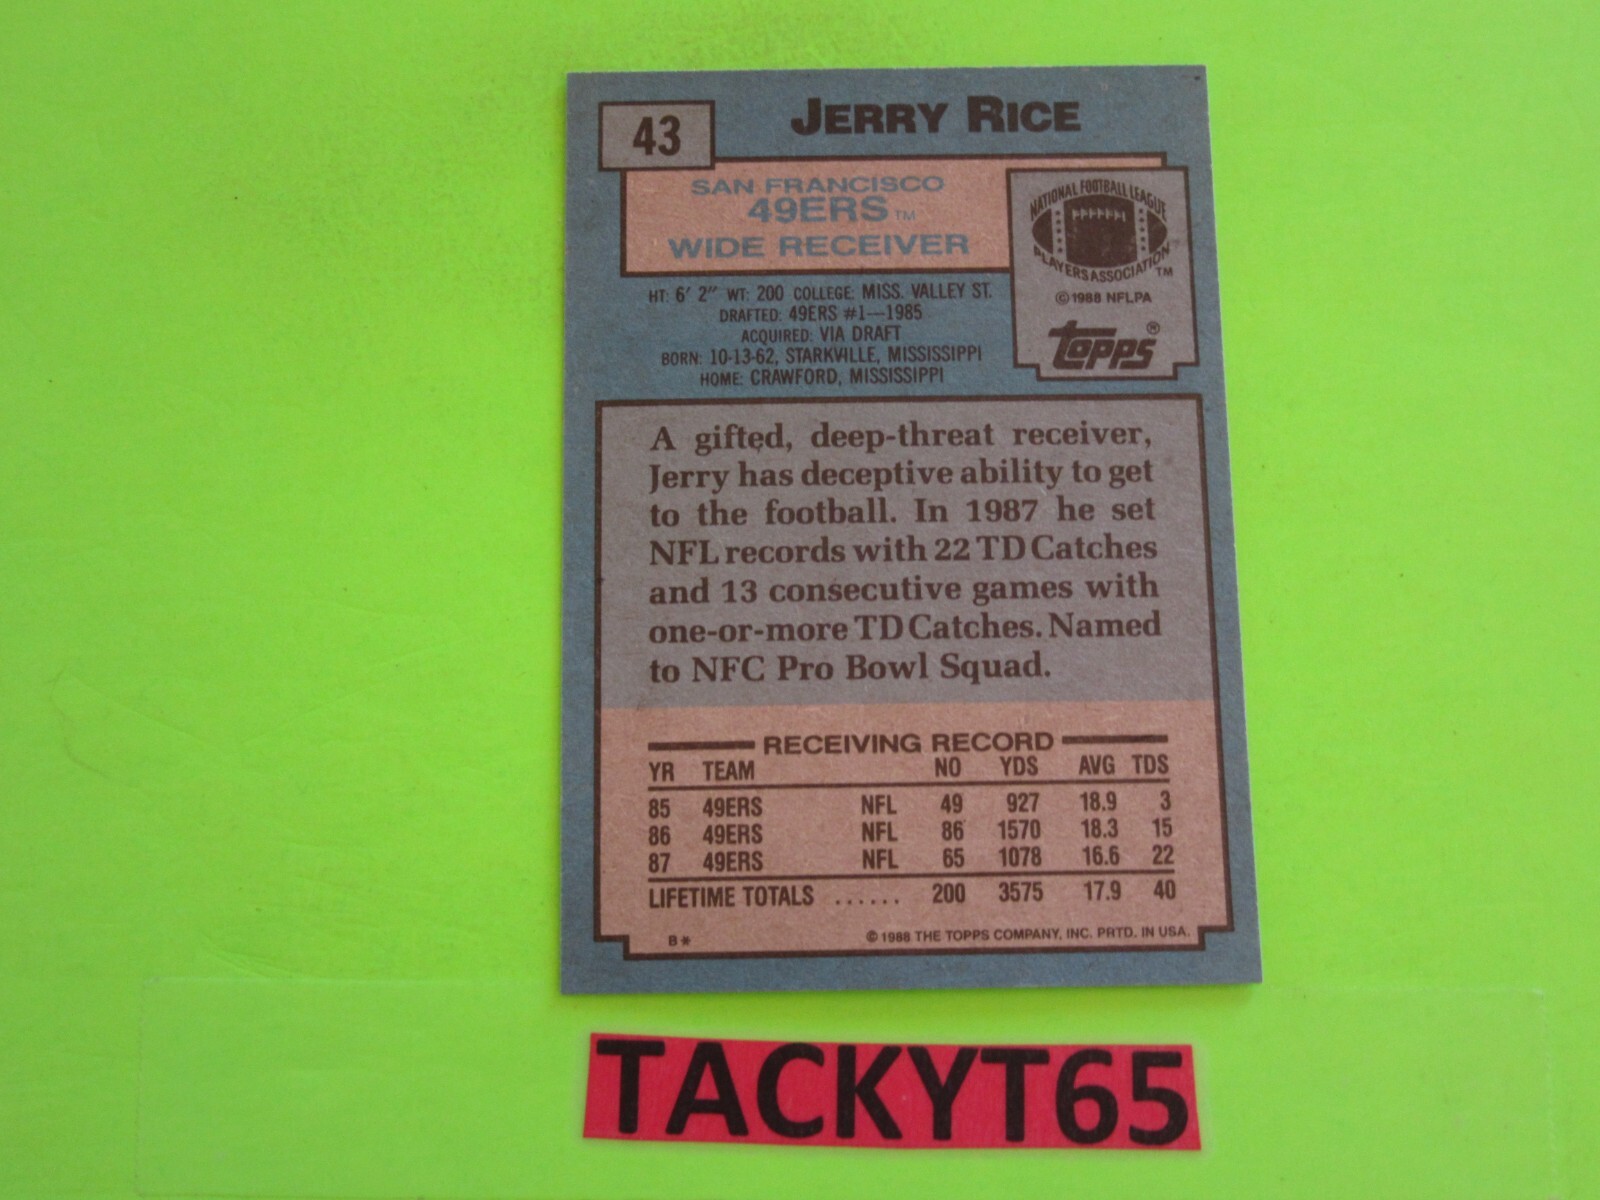 43
JERRY RICE
SAN FRANCISCO
49ERS TM
WIDE RECEIVER
NATIONAL FOOTBALL LEAGUE
PLAYERS ASSOCIATION TM
© 1988 NFLPA
topps®
HT: 6' 2" WT: 200 COLLEGE: MISS. VALLEY ST.
DRAFTED: 49ERS #1—1985
ACQUIRED: VIA DRAFT
BORN: 10-13-62, STARKVILLE, MISSISSIPPI
HOME: CRAWFORD, MISSISSIPPI
A gifted, deep-threat receiver,
Jerry has deceptive ability to get
to the football. In 1987 he set
NFL records with 22 TD Catches
and 13 consecutive games with
one-or-more TD Catches. Named
to NFC Pro Bowl Squad.
RECEIVING RECORD
YR TEAM NO YDS AVG TDS
85 49ERS NFL 49 927 18.9 3
86 49ERS NFL 86 1570 18.3 15
87 49ERS NFL 65 1078 16.6 22
LIFETIME TOTALS ...... 200 3575 17.9 40
B* © 1988 THE TOPPS COMPANY, INC. PRTD. IN USA.
TACKYT65